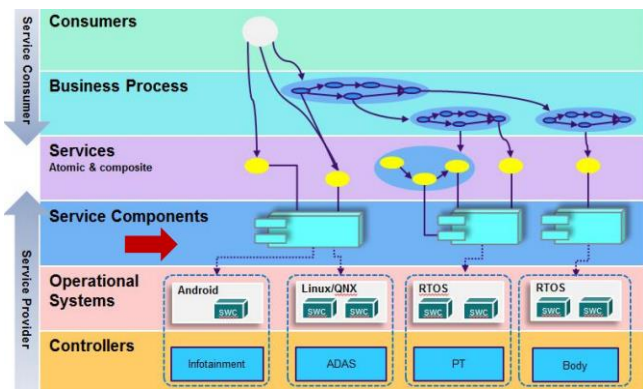 Service Consumer
Service Provider
Consumers
Business Process
Services
Atomic & composite
Service Components
Operational
Systems
Android
SWC
Linux/QNX
SWC SWC
RTOS
SWC SWC
RTOS
SWC SWC
Controllers
Infotainment
ADAS
PT
Body